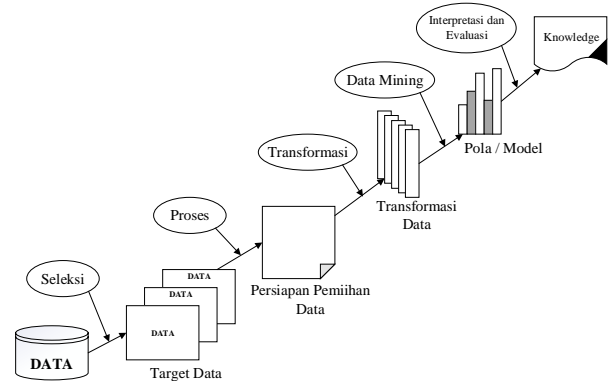 Interpretasi dan
Evaluasi
Knowledge
Data Mining
Pola / Model
Transformasi
Transformasi
Data
Proses
Persiapan Pemiihan
Data
Seleksi
DATA
DATA
DATA
DATA
Target Data